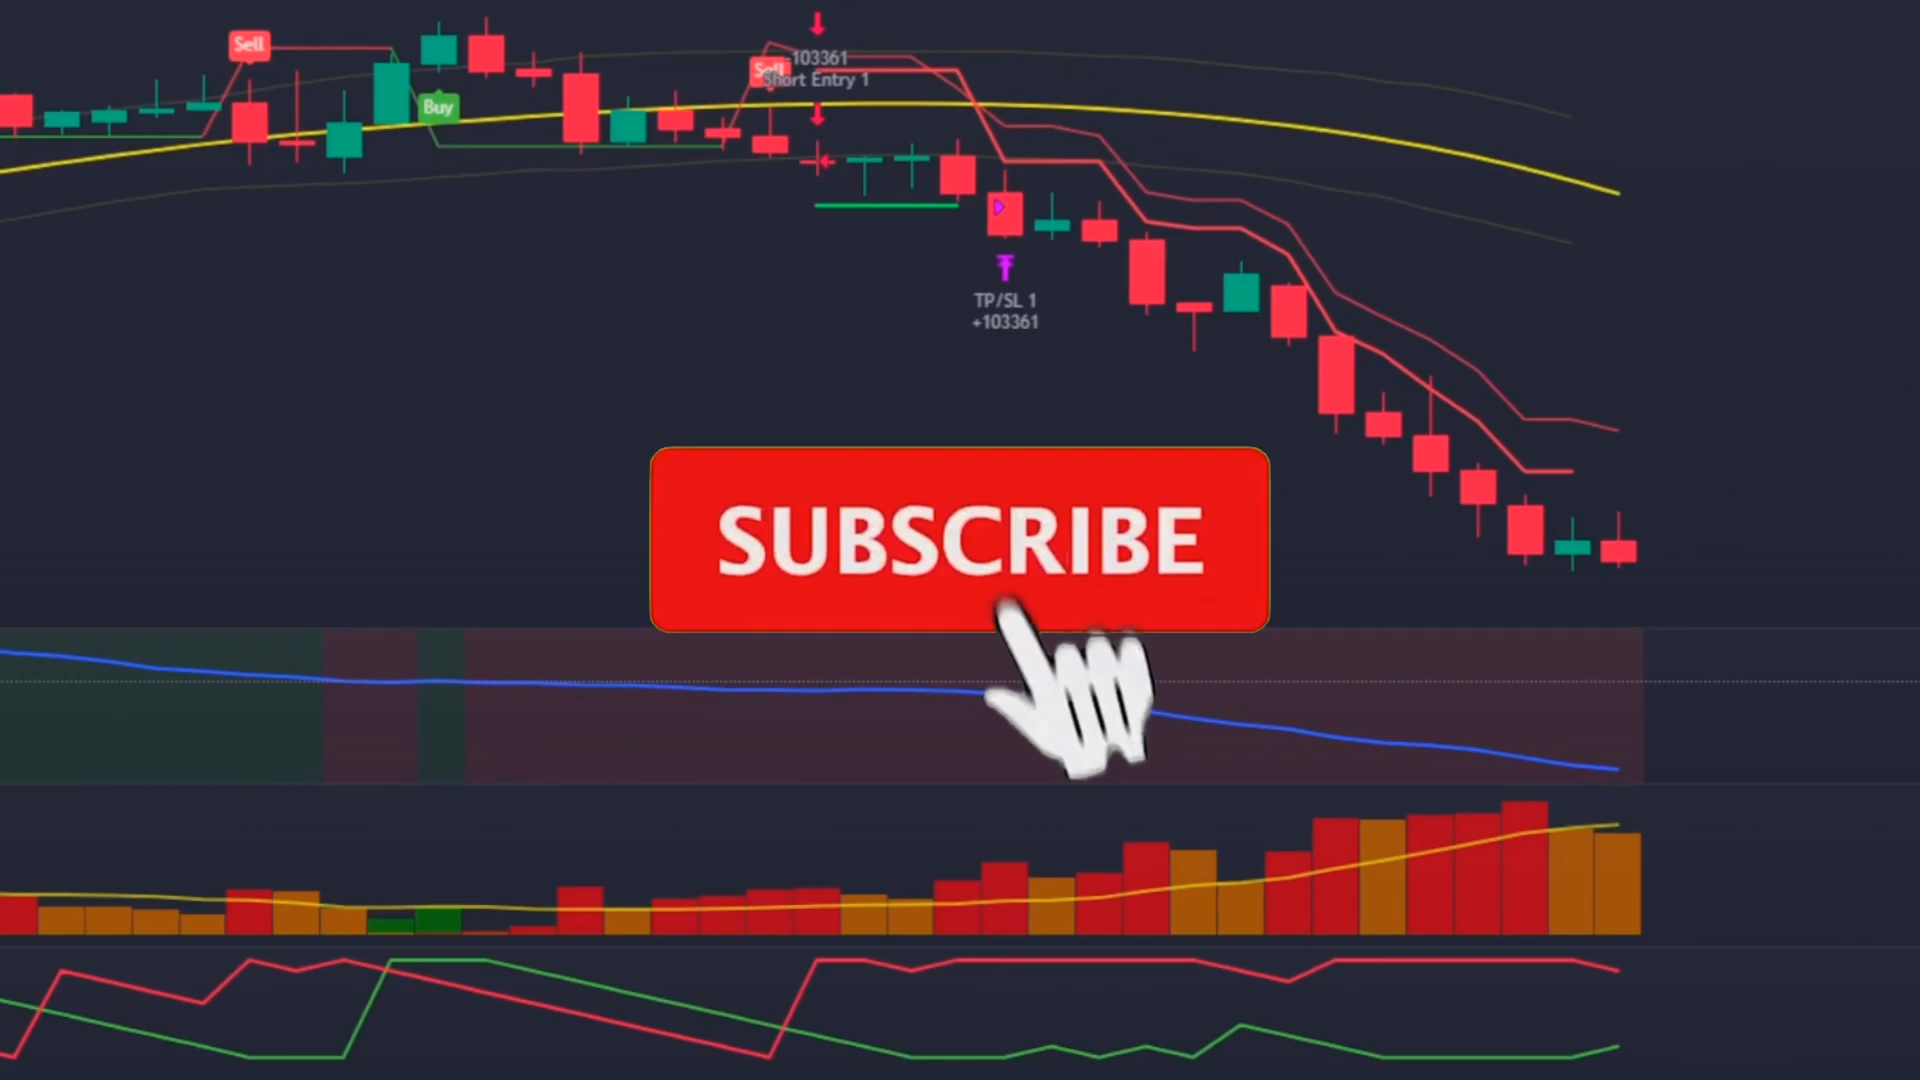 Sell
Buy
Sell
-103361
Short Entry 1
TP/SL 1
+103361
SUBSCRIBE